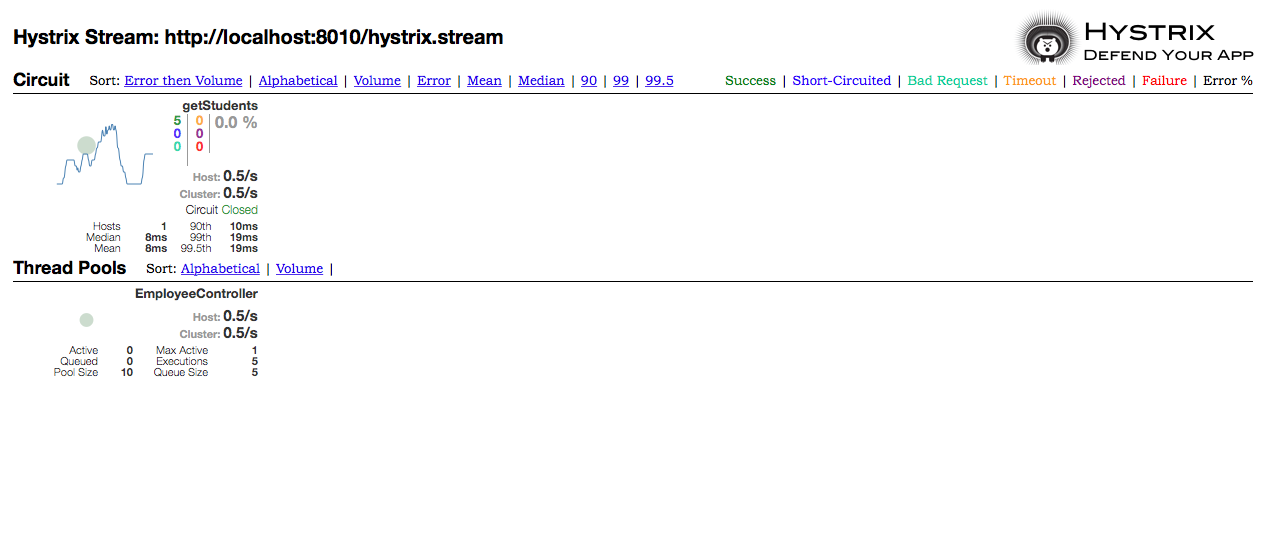 Hystrix Stream: http://localhost:8010/hystrix.stream
HYSTRIX
DEFEND YOUR APP
Circuit Sort: Error then Volume | Alphabetical | Volume | Error | Mean | Median | 90 | 99 | 99.5 Success | Short-Circuited | Bad Request | Timeout | Rejected | Failure | Error %
getStudents
5 0 0.0 %
0 0
0 0
Host: 0.5/s
Cluster: 0.5/s
Circuit Closed
Hosts 1 90th 10ms
Median 8ms 99th 19ms
Mean 8ms 99.5th 19ms
Thread Pools Sort: Alphabetical | Volume |
EmployeeController
Host: 0.5/s
Cluster: 0.5/s
Active 0 Max Active 1
Queued 0 Executions 5
Pool Size 10 Queue Size 5